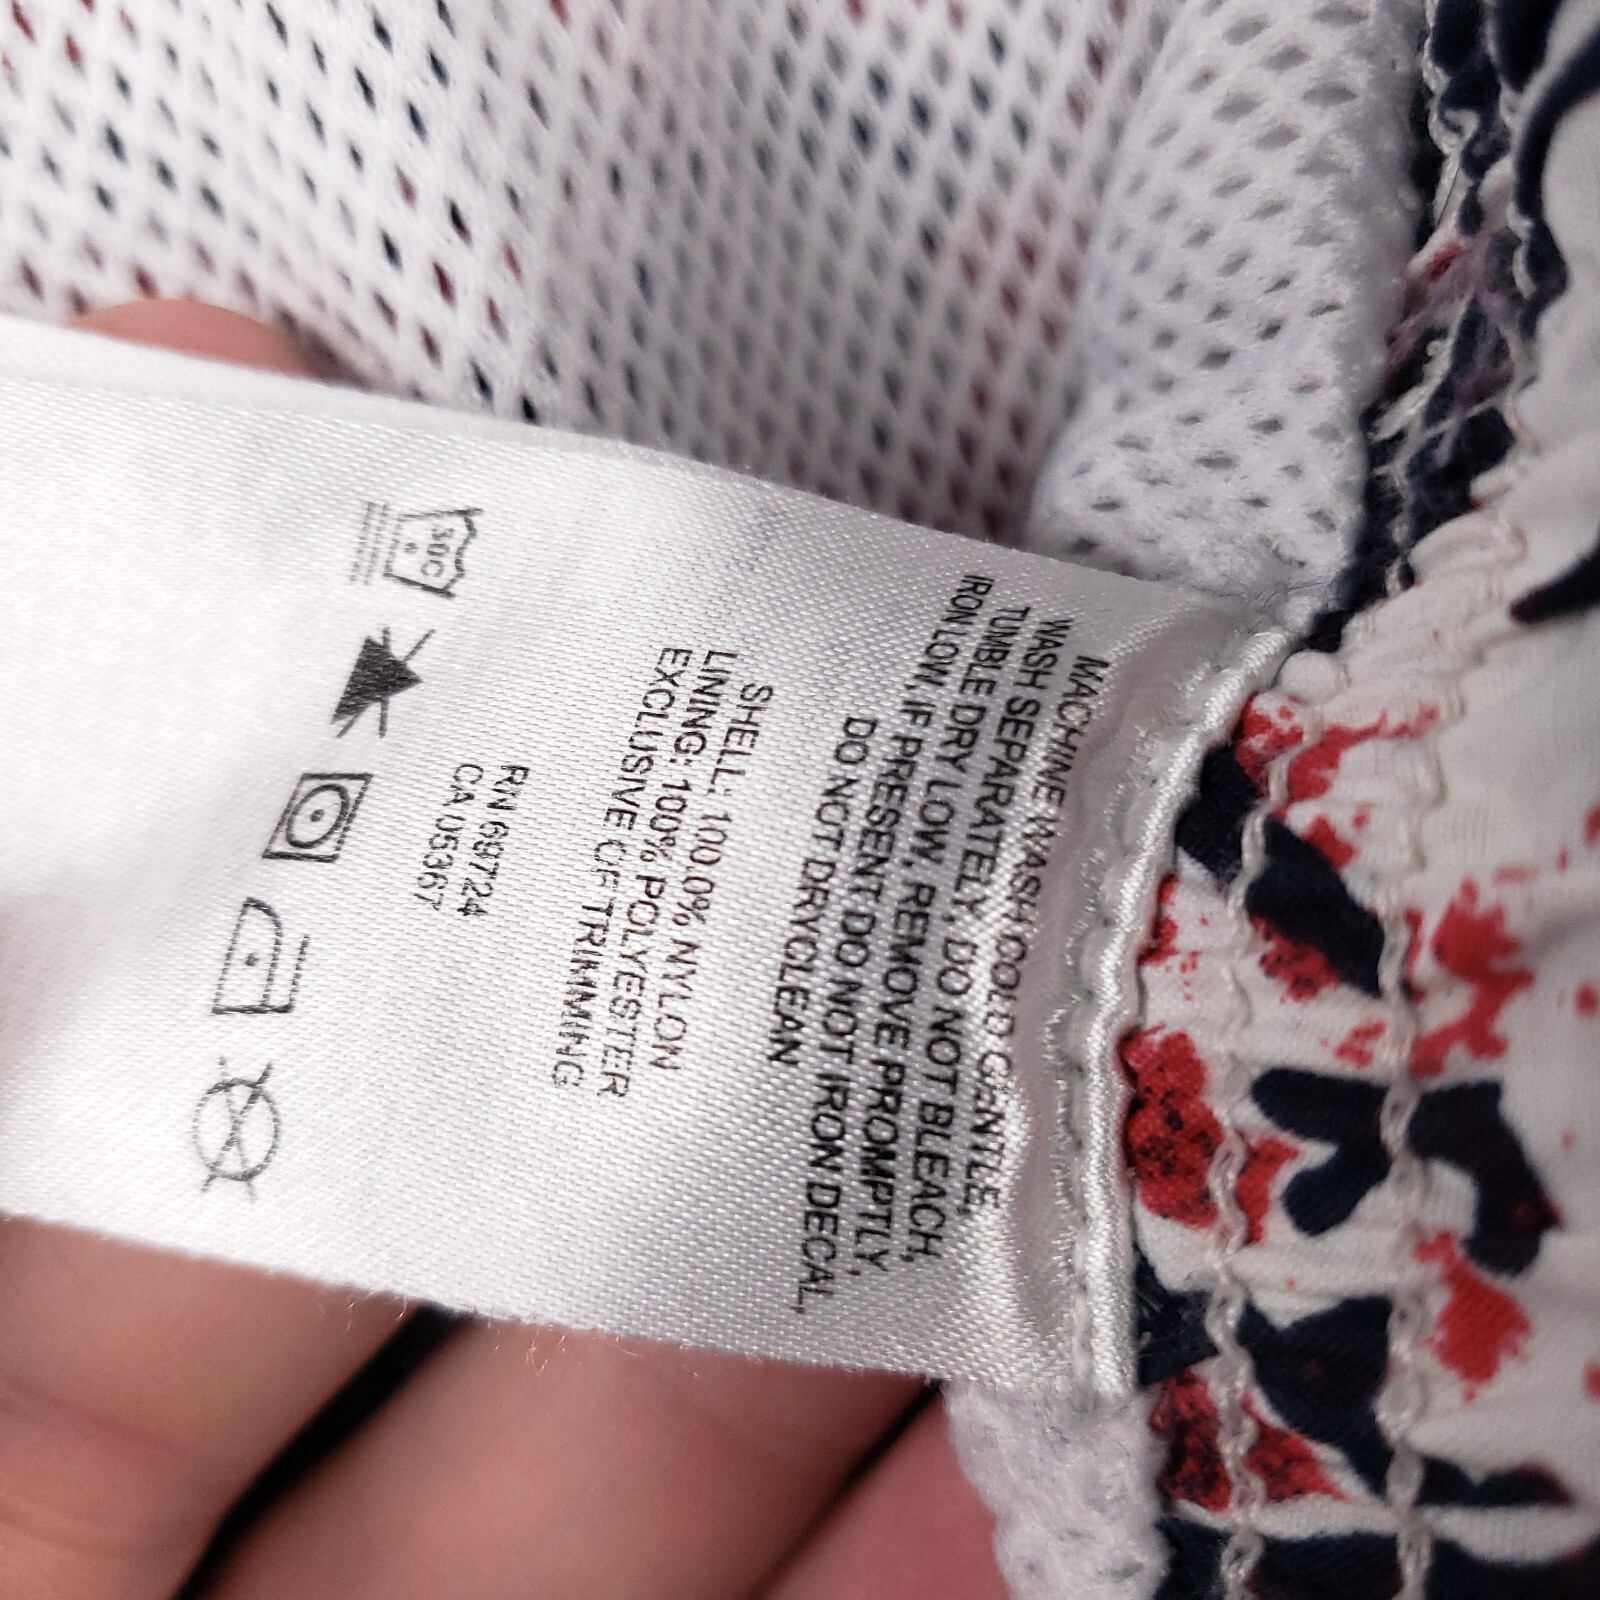 MACHINE WASH COLD GENTLE,
WASH SEPARATELY, DO NOT BLEACH,
TUMBLE DRY LOW, REMOVE PROMPTLY,
IRON LOW, IF PRESENT DO NOT IRON DECAL,
DO NOT DRYCLEAN
SHELL: 100.0% NYLON
LINING: 100% POLYESTER
EXCLUSIVE OF TRIMMING
RN 69724
CA 05367
30C